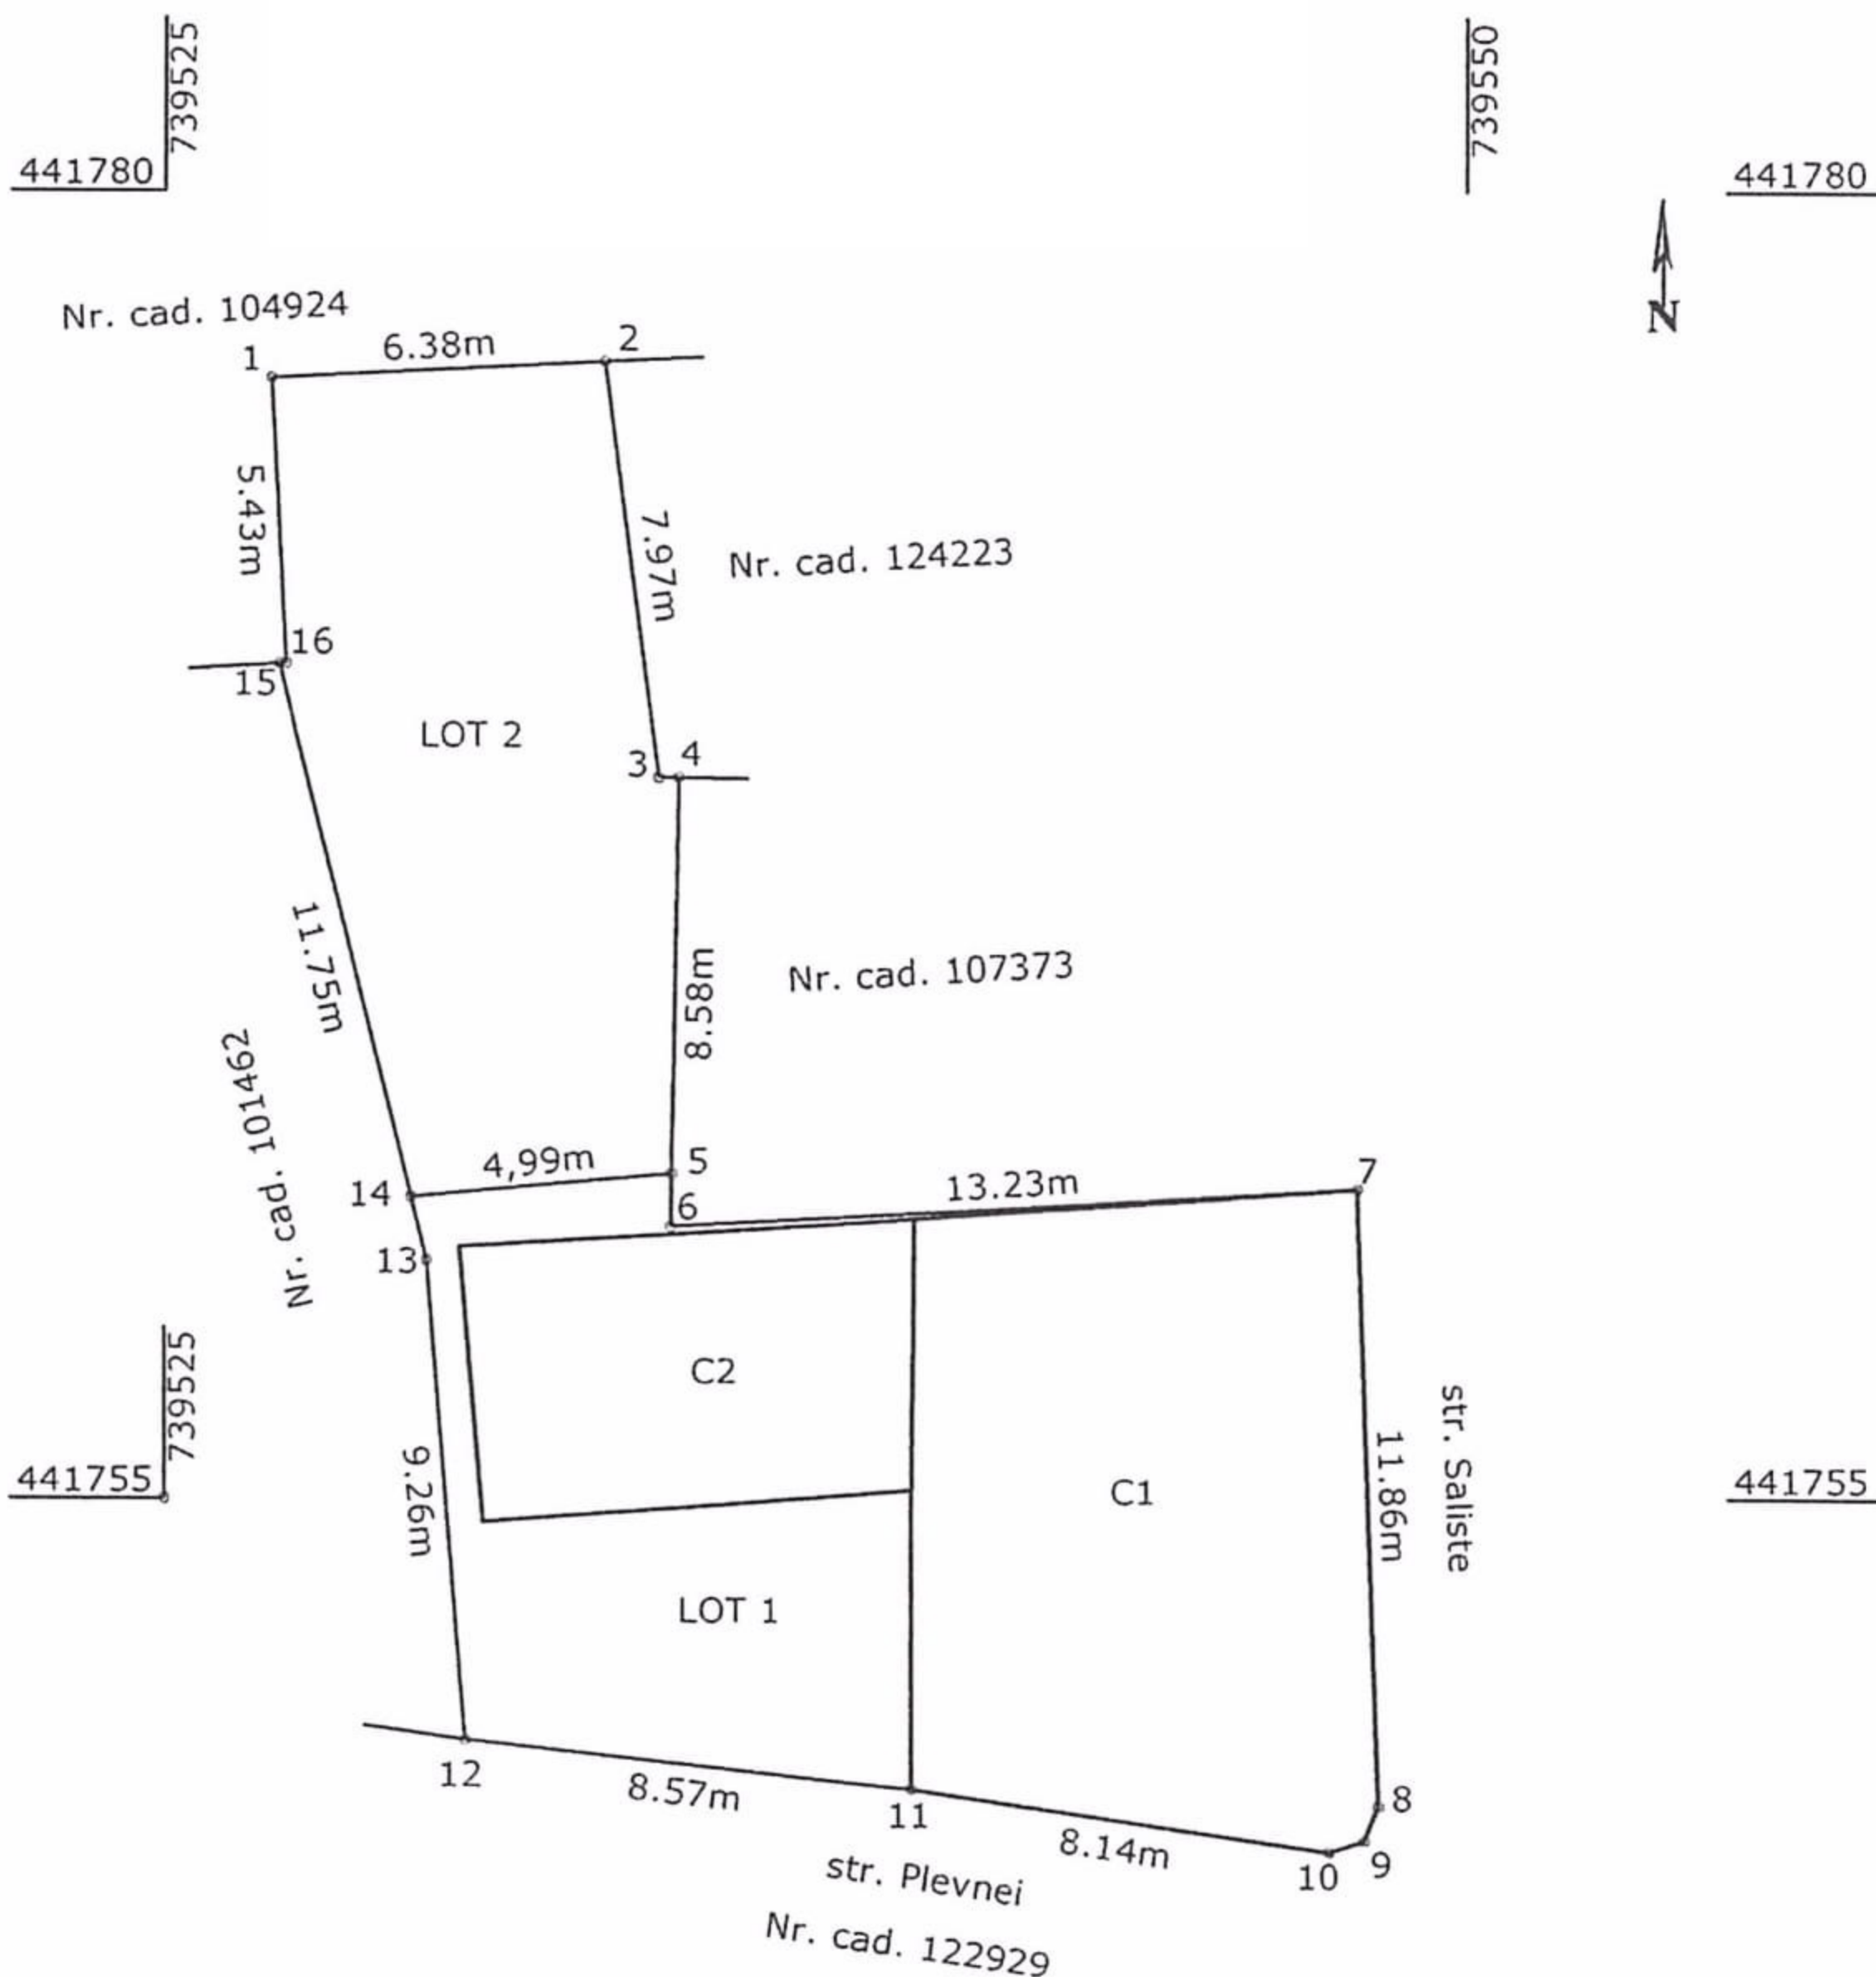 739525
739550
441780
441780
N
Nr. cad. 104924
1
6.38m
2
5.43m
7.97m
Nr. cad. 124223
16
15
LOT 2
3
4
11.75m
8.58m
Nr. cad. 107373
Nr. cad. 101462
4,99m
5
14
13.23m
7
6
13
739525
441755
C2
9.26m
C1
11.86m
str. Saliste
441755
LOT 1
12
8.57m
11
8
8.14m
9
10
str. Plevnei
Nr. cad. 122929